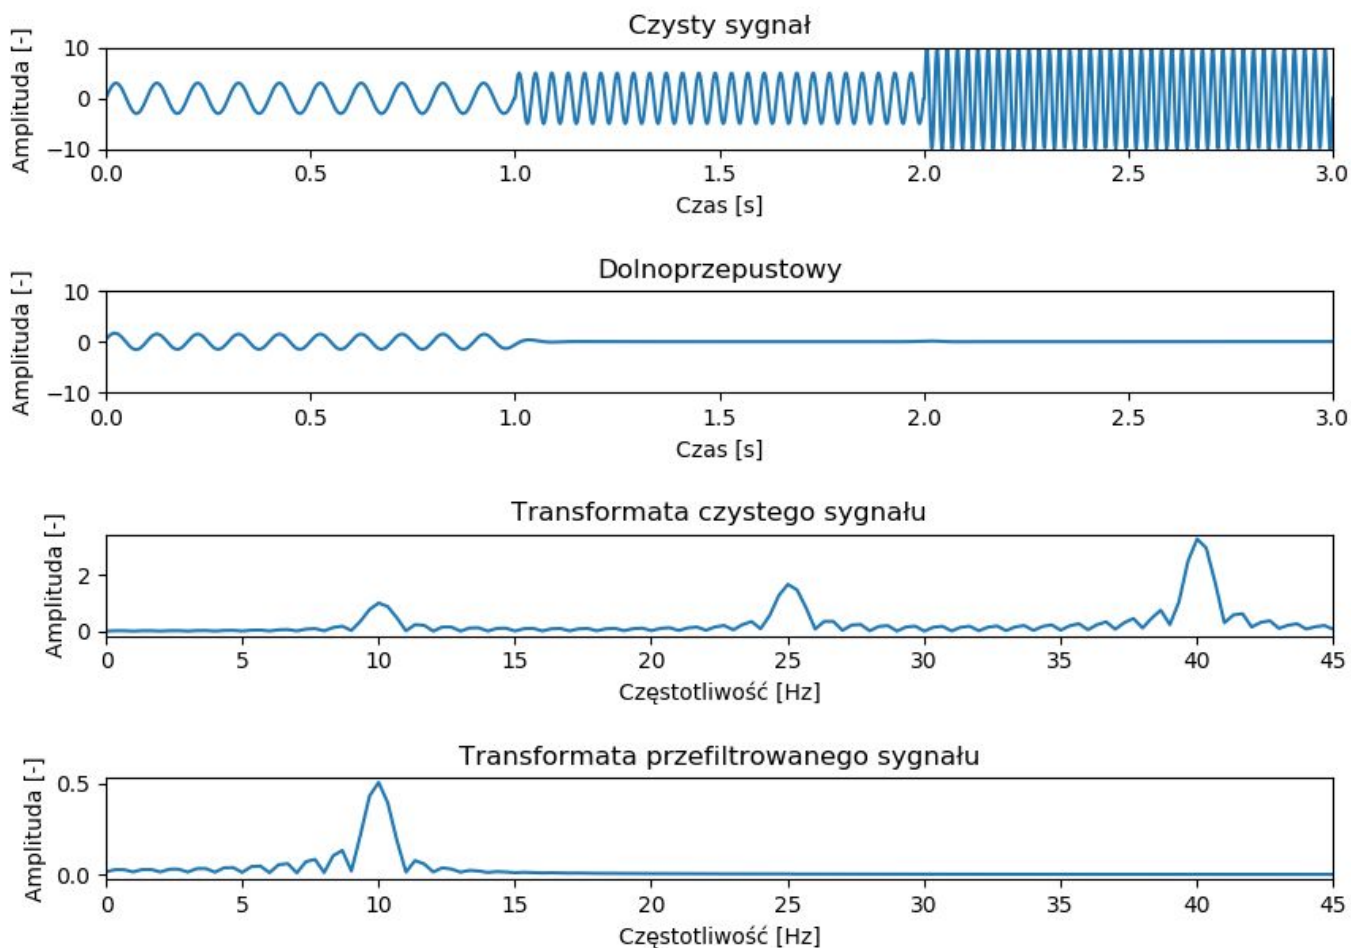 Czysty sygnał
Amplituda [-]
10
0
−10
0.0 0.5 1.0 1.5 2.0 2.5 3.0
Czas [s]
Dolnoprzepustowy
Amplituda [-]
10
0
−10
0.0 0.5 1.0 1.5 2.0 2.5 3.0
Czas [s]
Transformata czystego sygnału
Amplituda [-]
2
0
0 5 10 15 20 25 30 35 40 45
Częstotliwość [Hz]
Transformata przefiltrowanego sygnału
Amplituda [-]
0.5
0.0
0 5 10 15 20 25 30 35 40 45
Częstotliwość [Hz]